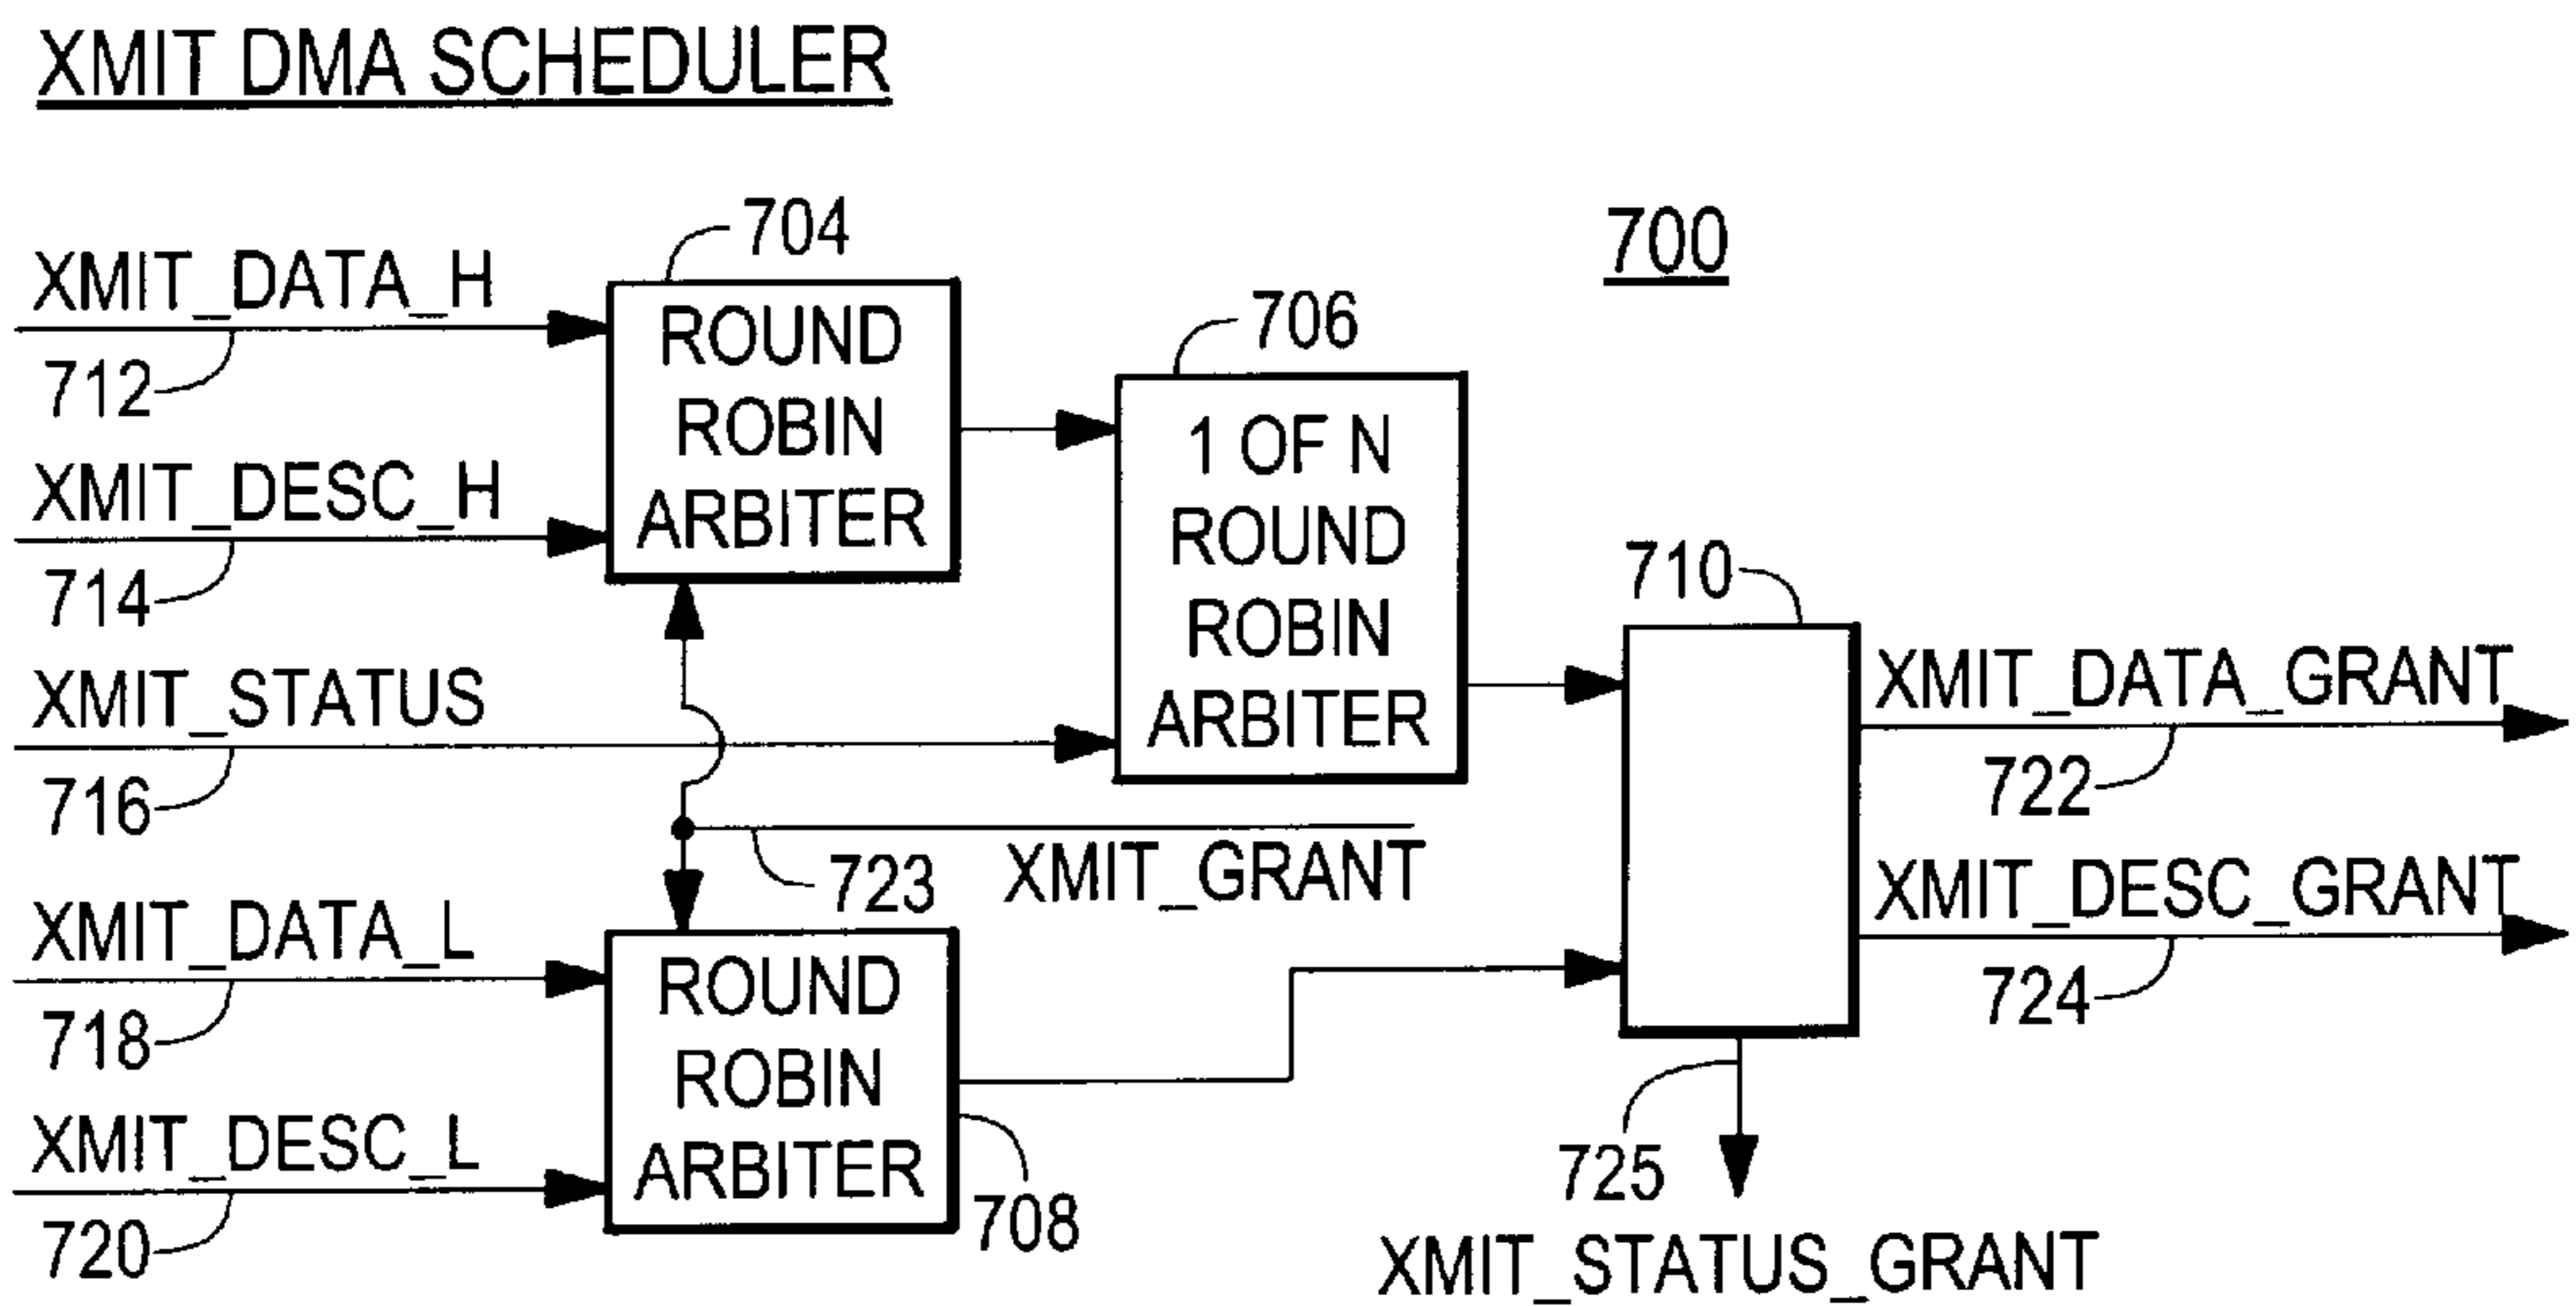 XMIT DMA SCHEDULER
700
XMIT_DATA_H
712
XMIT_DESC_H
714
XMIT_STATUS
716
XMIT_DATA_L
718
XMIT_DESC_L
720
704
ROUND
ROBIN
ARBITER
706
1 OF N
ROUND
ROBIN
ARBITER
723
XMIT_GRANT
ROUND
ROBIN
ARBITER
708
710
XMIT_DATA_GRANT
722
XMIT_DESC_GRANT
724
725
XMIT_STATUS_GRANT